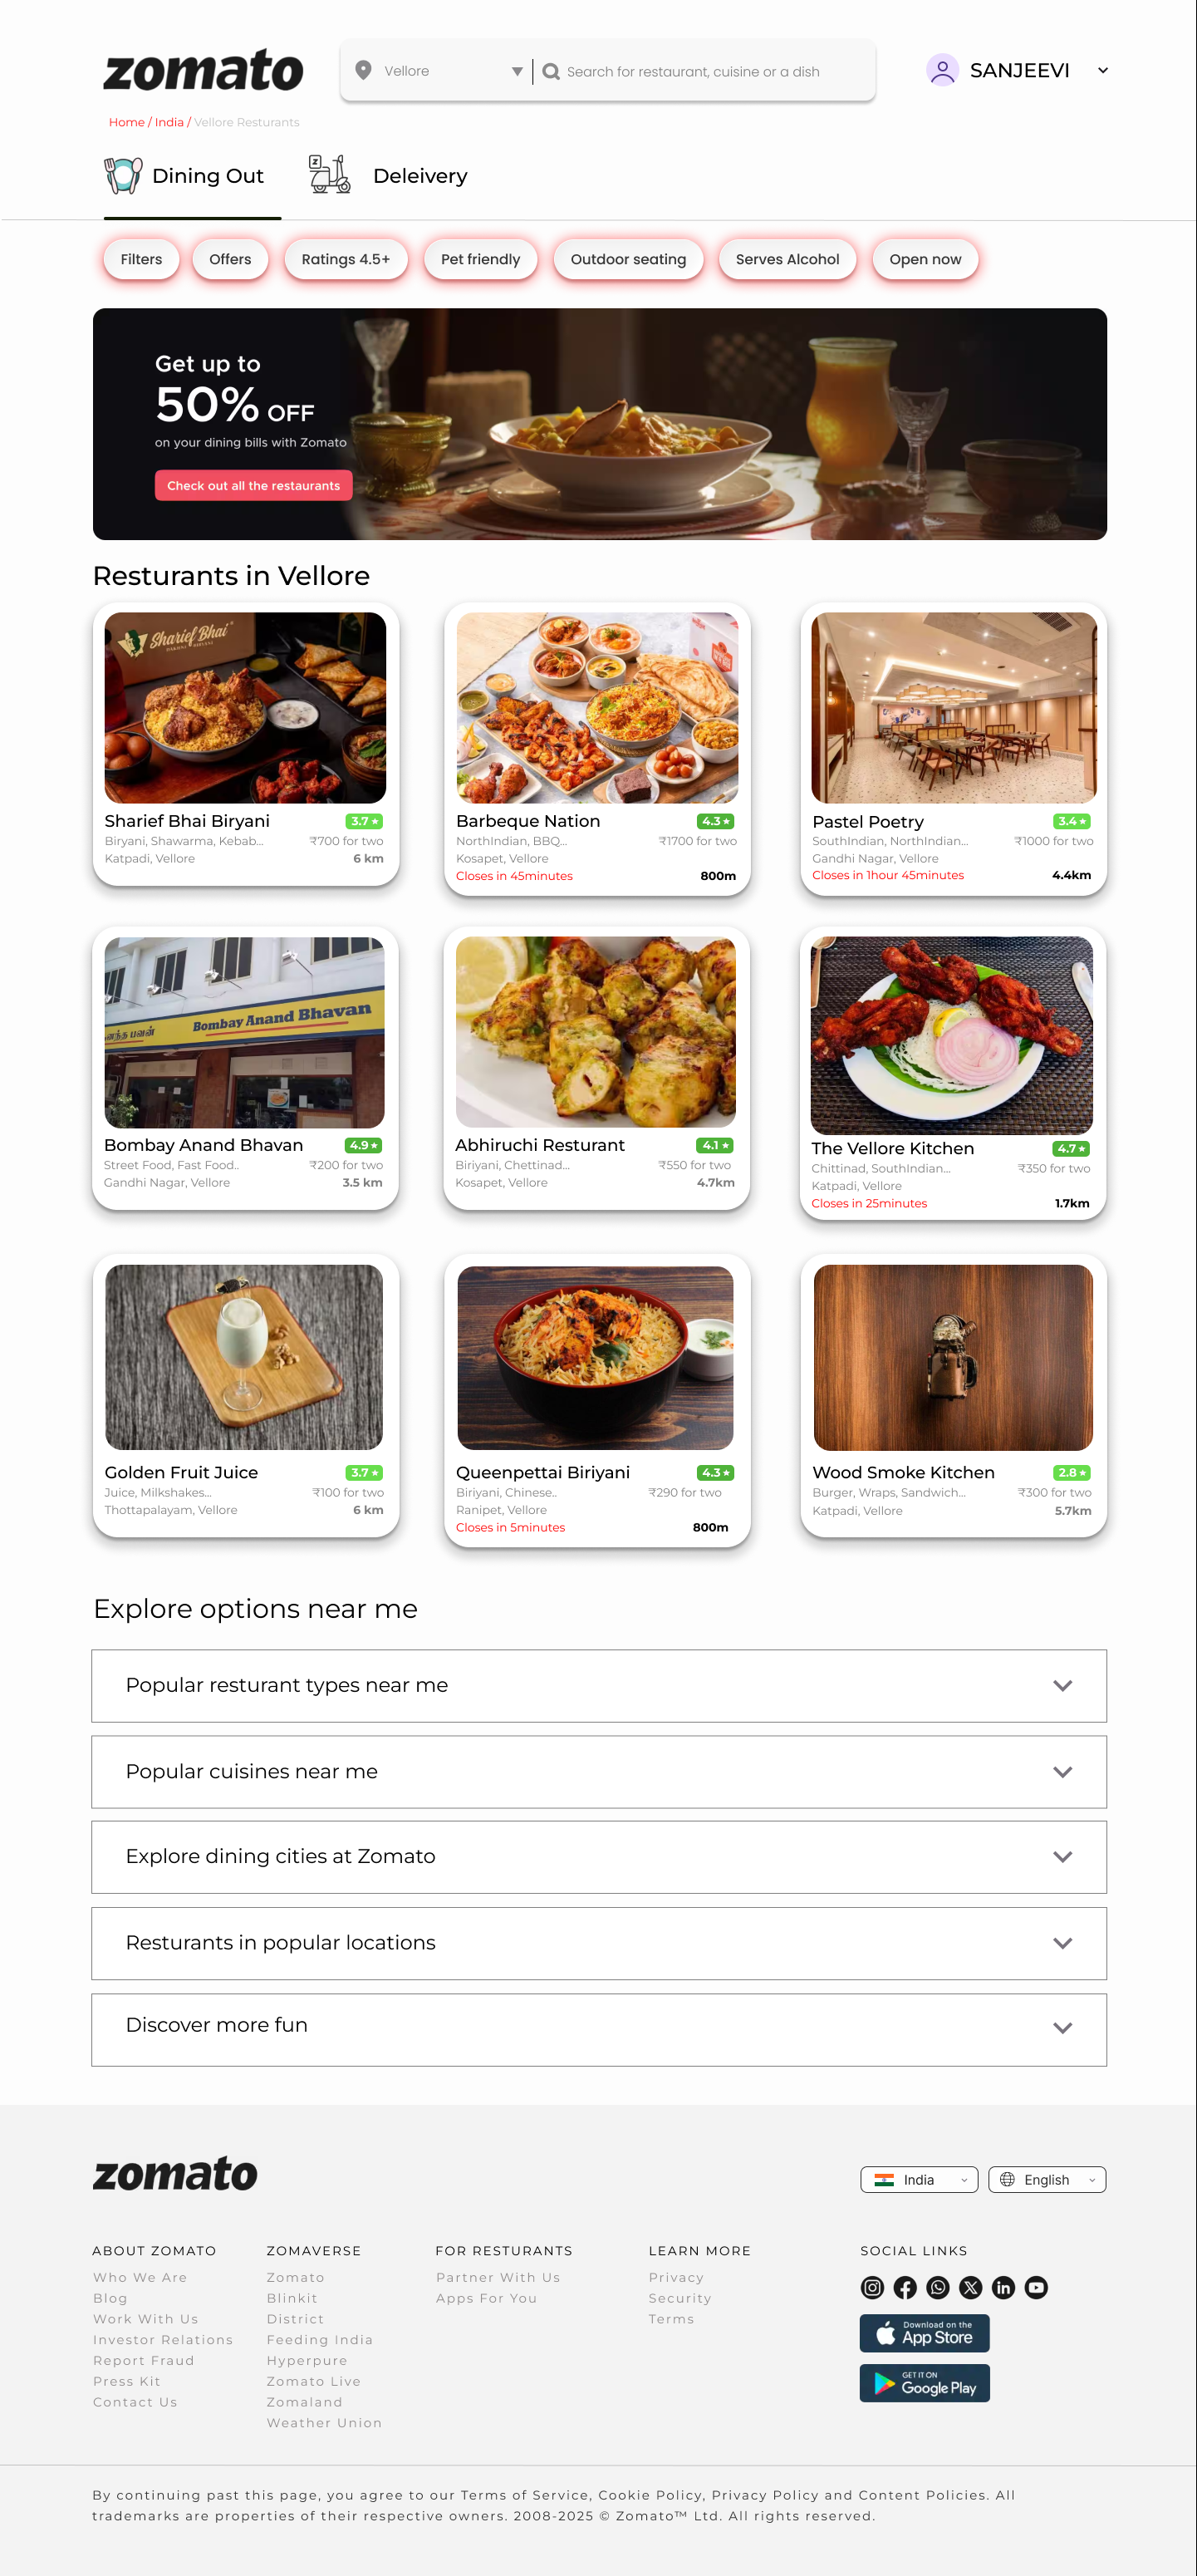 zomato
Vellore
Search for restaurant, cuisine or a dish
SANJEEVI
Home / India / Vellore Resturants
Dining Out
Deleivery
Filters
Offers
Ratings 4.5+
Pet friendly
Outdoor seating
Serves Alcohol
Open now
Get up to
50% OFF
on your dining bills with Zomato
Check out all the restaurants
Resturants in Vellore
Sharief Bhai
Sharief Bhai Biryani 3.7
Biryani, Shawarma, Kebab... ₹700 for two
Katpadi, Vellore 6 km
Barbeque Nation 4.3
NorthIndian, BBQ... ₹1700 for two
Kosapet, Vellore
Closes in 45minutes 800m
Pastel Poetry 3.4
SouthIndian, NorthIndian... ₹1000 for two
Gandhi Nagar, Vellore
Closes in 1hour 45minutes 4.4km
பவன்
Bombay Anand Bhavan
Bombay Anand Bhavan 4.9
Street Food, Fast Food.. ₹200 for two
Gandhi Nagar, Vellore 3.5 km
Abhiruchi Resturant 4.1
Biriyani, Chettinad... ₹550 for two
Kosapet, Vellore 4.7km
The Vellore Kitchen 4.7
Chittinad, SouthIndian... ₹350 for two
Katpadi, Vellore
Closes in 25minutes 1.7km
Golden Fruit Juice 3.7
Juice, Milkshakes... ₹100 for two
Thottapalayam, Vellore 6 km
Queenpettai Biriyani 4.3
Biriyani, Chinese.. ₹290 for two
Ranipet, Vellore
Closes in 5minutes 800m
Wood Smoke Kitchen 2.8
Burger, Wraps, Sandwich... ₹300 for two
Katpadi, Vellore 5.7km
Explore options near me
Popular resturant types near me
Popular cuisines near me
Explore dining cities at Zomato
Resturants in popular locations
Discover more fun
zomato
India
English
ABOUT ZOMATO
Who We Are
Blog
Work With Us
Investor Relations
Report Fraud
Press Kit
Contact Us
ZOMAVERSE
Zomato
Blinkit
District
Feeding India
Hyperpure
Zomato Live
Zomaland
Weather Union
FOR RESTURANTS
Partner With Us
Apps For You
LEARN MORE
Privacy
Security
Terms
SOCIAL LINKS
Download on the
App Store
GET IT ON
Google Play
By continuing past this page, you agree to our Terms of Service, Cookie Policy, Privacy Policy and Content Policies. All
trademarks are properties of their respective owners. 2008-2025 © Zomato™ Ltd. All rights reserved.